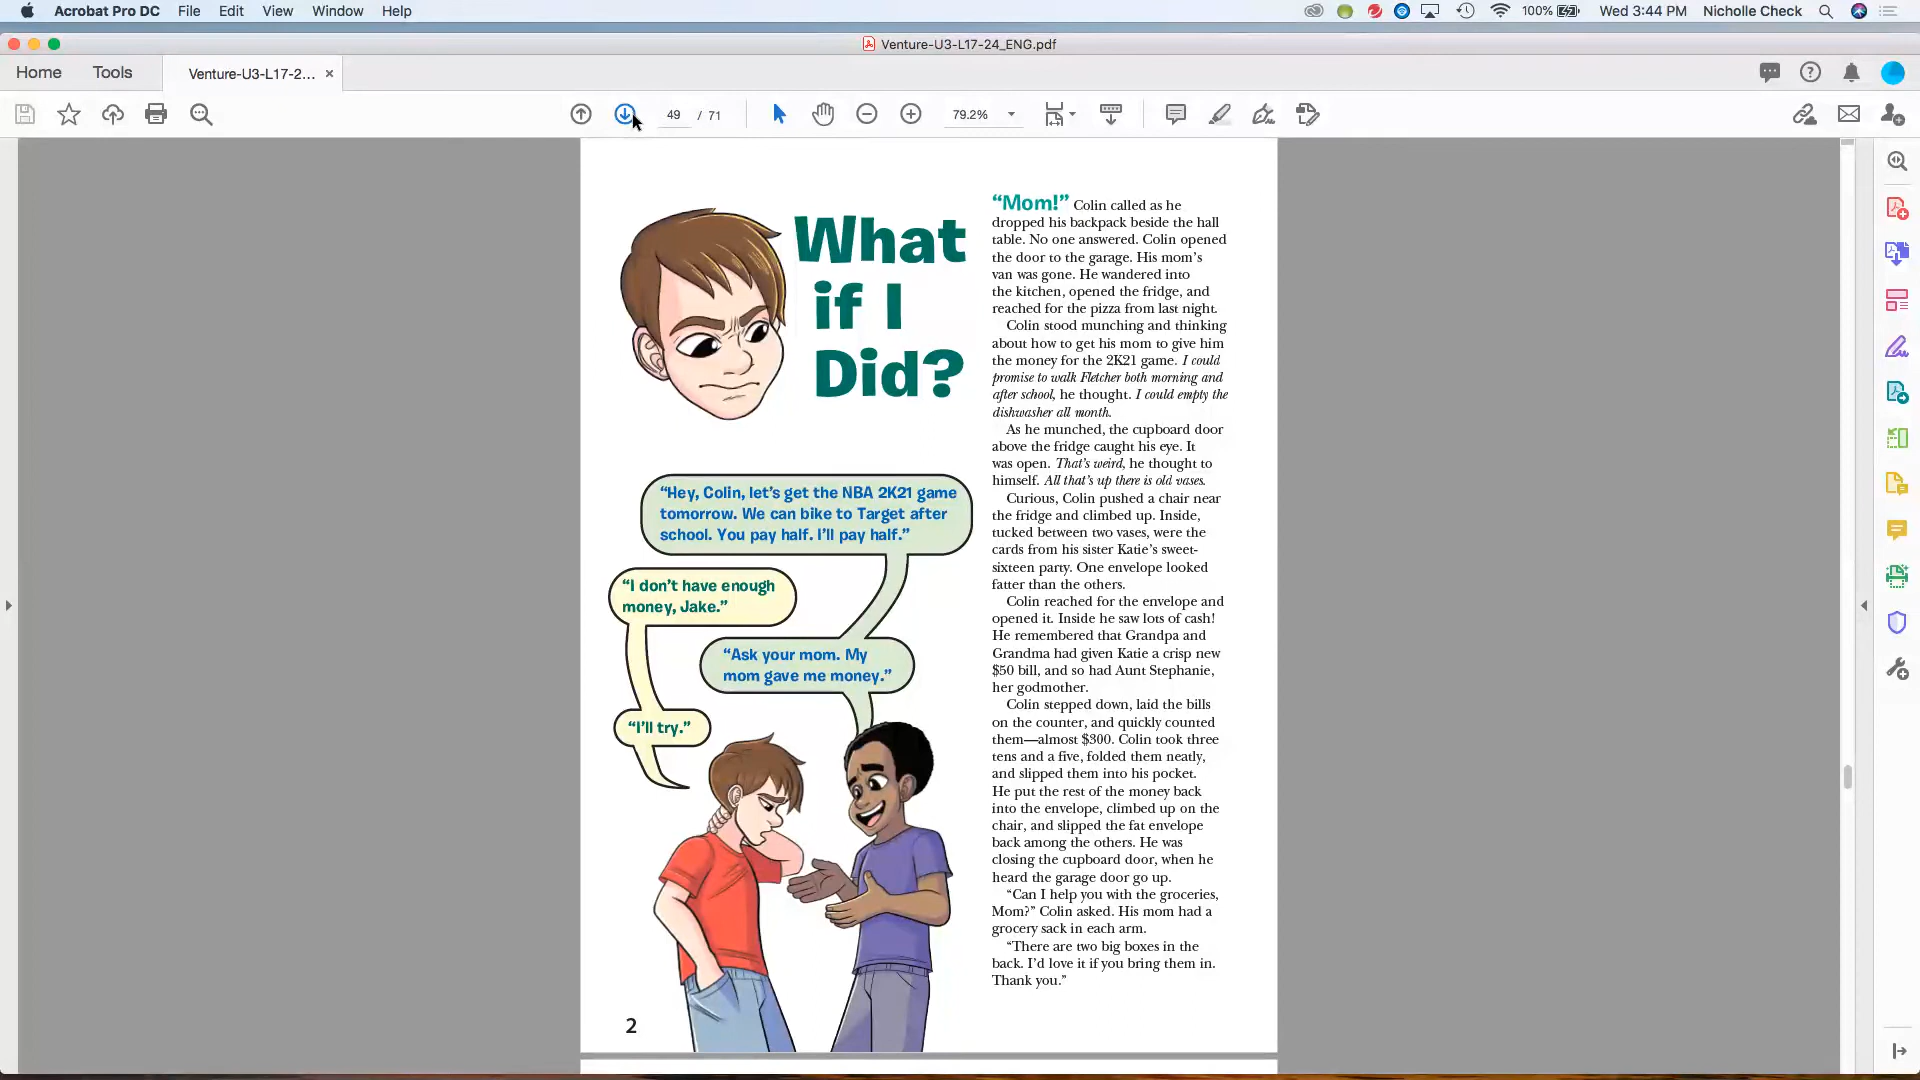 Acrobat Pro DC File Edit View Window Help
100% Wed 3:44 PM Nicholle Check
Venture-U3-L17-24_ENG.pdf
Home Tools Venture-U3-L17-2... ×
49 / 71 79.2%
What
if I
Did?
“Hey, Colin, let’s get the NBA 2K21 game
tomorrow. We can bike to Target after
school. You pay half. I’ll pay half.”
“I don’t have enough
money, Jake.”
“Ask your mom. My
mom gave me money.”
“I’ll try.”
2
“Mom!” Colin called as he
dropped his backpack beside the hall
table. No one answered. Colin opened
the door to the garage. His mom’s
van was gone. He wandered into
the kitchen, opened the fridge, and
reached for the pizza from last night.
Colin stood munching and thinking
about how to get his mom to give him
the money for the 2K21 game. I could
promise to walk Fletcher both morning and
after school, he thought. I could empty the
dishwasher all month.
As he munched, the cupboard door
above the fridge caught his eye. It
was open. That’s weird, he thought to
himself. All that’s up there is old vases.
Curious, Colin pushed a chair near
the fridge and climbed up. Inside,
tucked between two vases, were the
cards from his sister Katie’s sweet-
sixteen party. One envelope looked
fatter than the others.
Colin reached for the envelope and
opened it. Inside he saw lots of cash!
He remembered that Grandpa and
Grandma had given Katie a crisp new
$50 bill, and so had Aunt Stephanie,
her godmother.
Colin stepped down, laid the bills
on the counter, and quickly counted
them—almost $300. Colin took three
tens and a five, folded them neatly,
and slipped them into his pocket.
He put the rest of the money back
into the envelope, climbed up on the
chair, and slipped the fat envelope
back among the others. He was
closing the cupboard door, when he
heard the garage door go up.
“Can I help you with the groceries,
Mom?” Colin asked. His mom had a
grocery sack in each arm.
“There are two big boxes in the
back. I’d love it if you bring them in.
Thank you.”